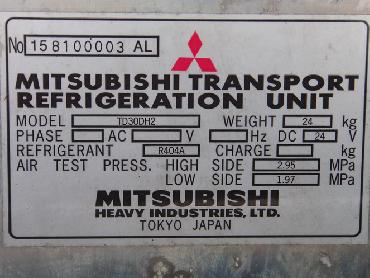 No 158100003 AL
MITSUBISHI TRANSPORT
REFRIGERATION UNIT
MODEL TD30DH2 WEIGHT 24 kg
PHASE AC V Hz DC 24 V
REFRIGERANT R404A CHARGE kg
AIR TEST PRESS. HIGH SIDE 2.95 MPa
LOW SIDE 1.97 MPa
MITSUBISHI
HEAVY INDUSTRIES, LTD.
TOKYO JAPAN